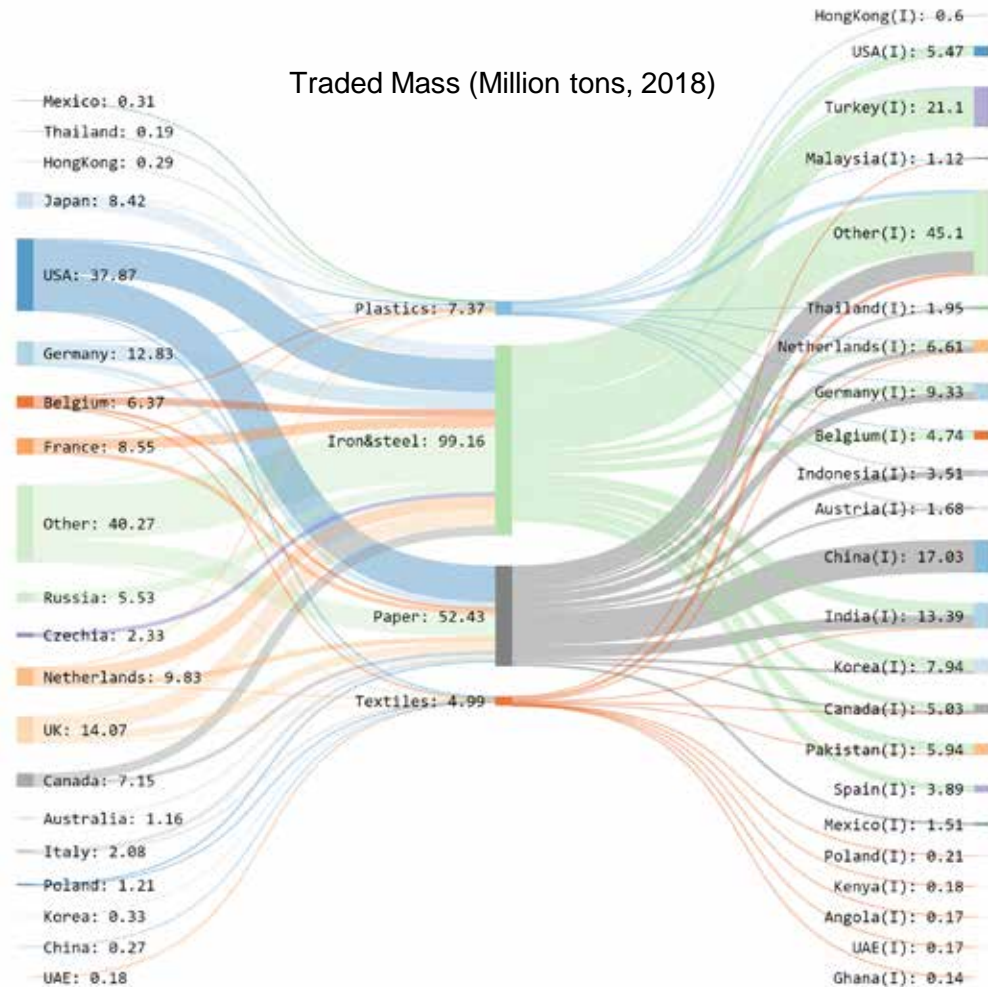 Traded Mass (Million tons, 2018)
Mexico: 0.31
Thailand: 0.19
HongKong: 0.29
Japan: 8.42
USA: 37.87
Germany: 12.83
Belgium: 6.37
France: 8.55
Other: 40.27
Russia: 5.53
Czechia: 2.33
Netherlands: 9.83
UK: 14.07
Canada: 7.15
Australia: 1.16
Italy: 2.08
Poland: 1.21
Korea: 0.33
China: 0.27
UAE: 0.18
Plastics: 7.37
Iron&steel: 99.16
Paper: 52.43
Textiles: 4.99
HongKong(I): 0.6
USA(I): 5.47
Turkey(I): 21.1
Malaysia(I): 1.12
Other(I): 45.1
Thailand(I): 1.95
Netherlands(I): 6.61
Germany(I): 9.33
Belgium(I): 4.74
Indonesia(I): 3.51
Austria(I): 1.68
China(I): 17.03
India(I): 13.39
Korea(I): 7.94
Canada(I): 5.03
Pakistan(I): 5.94
Spain(I): 3.89
Mexico(I): 1.51
Poland(I): 0.21
Kenya(I): 0.18
Angola(I): 0.17
UAE(I): 0.17
Ghana(I): 0.14